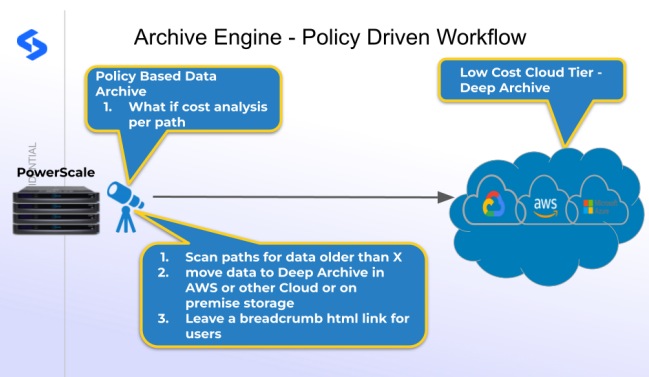 Archive Engine - Policy Driven Workflow
Policy Based Data
Archive
1. What if cost analysis
per path
Low Cost Cloud Tier -
Deep Archive
PowerScale
aws
Microsoft
Azure
1. Scan paths for data older than X
2. move data to Deep Archive in
AWS or other Cloud or on
premise storage
3. Leave a breadcrumb html link for
users